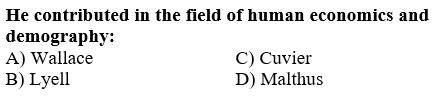 He contributed in the field of human economics and
demography:
A) Wallace C) Cuvier
B) Lyell D) Malthus